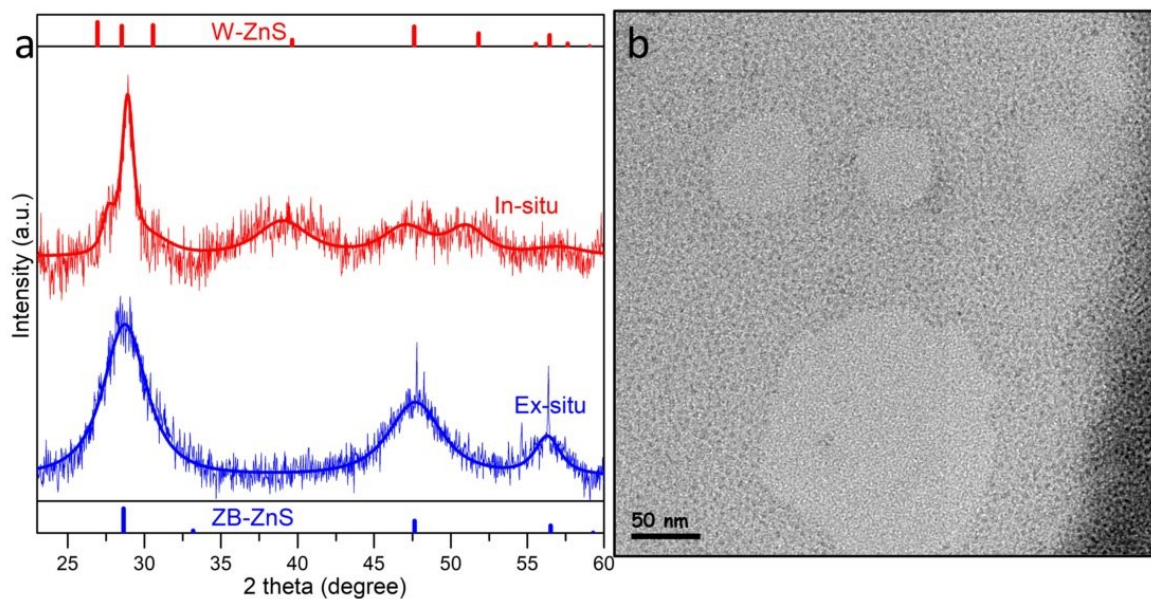 a
W-ZnS
In-situ
Ex-situ
ZB-ZnS
Intensity (a.u.)
25 30 35 40 45 50 55 60
2 theta (degree)
b
50 nm